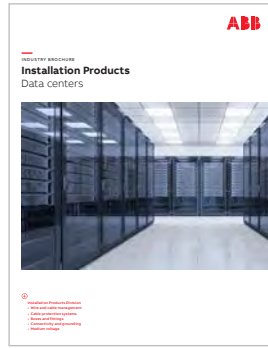 ABB
INDUSTRY BROCHURE
Installation Products
Data centers
Installation Products Division
• Wire and cable management
• Cable protection systems
• Boxes and fittings
• Connectivity and grounding
• Medium voltage